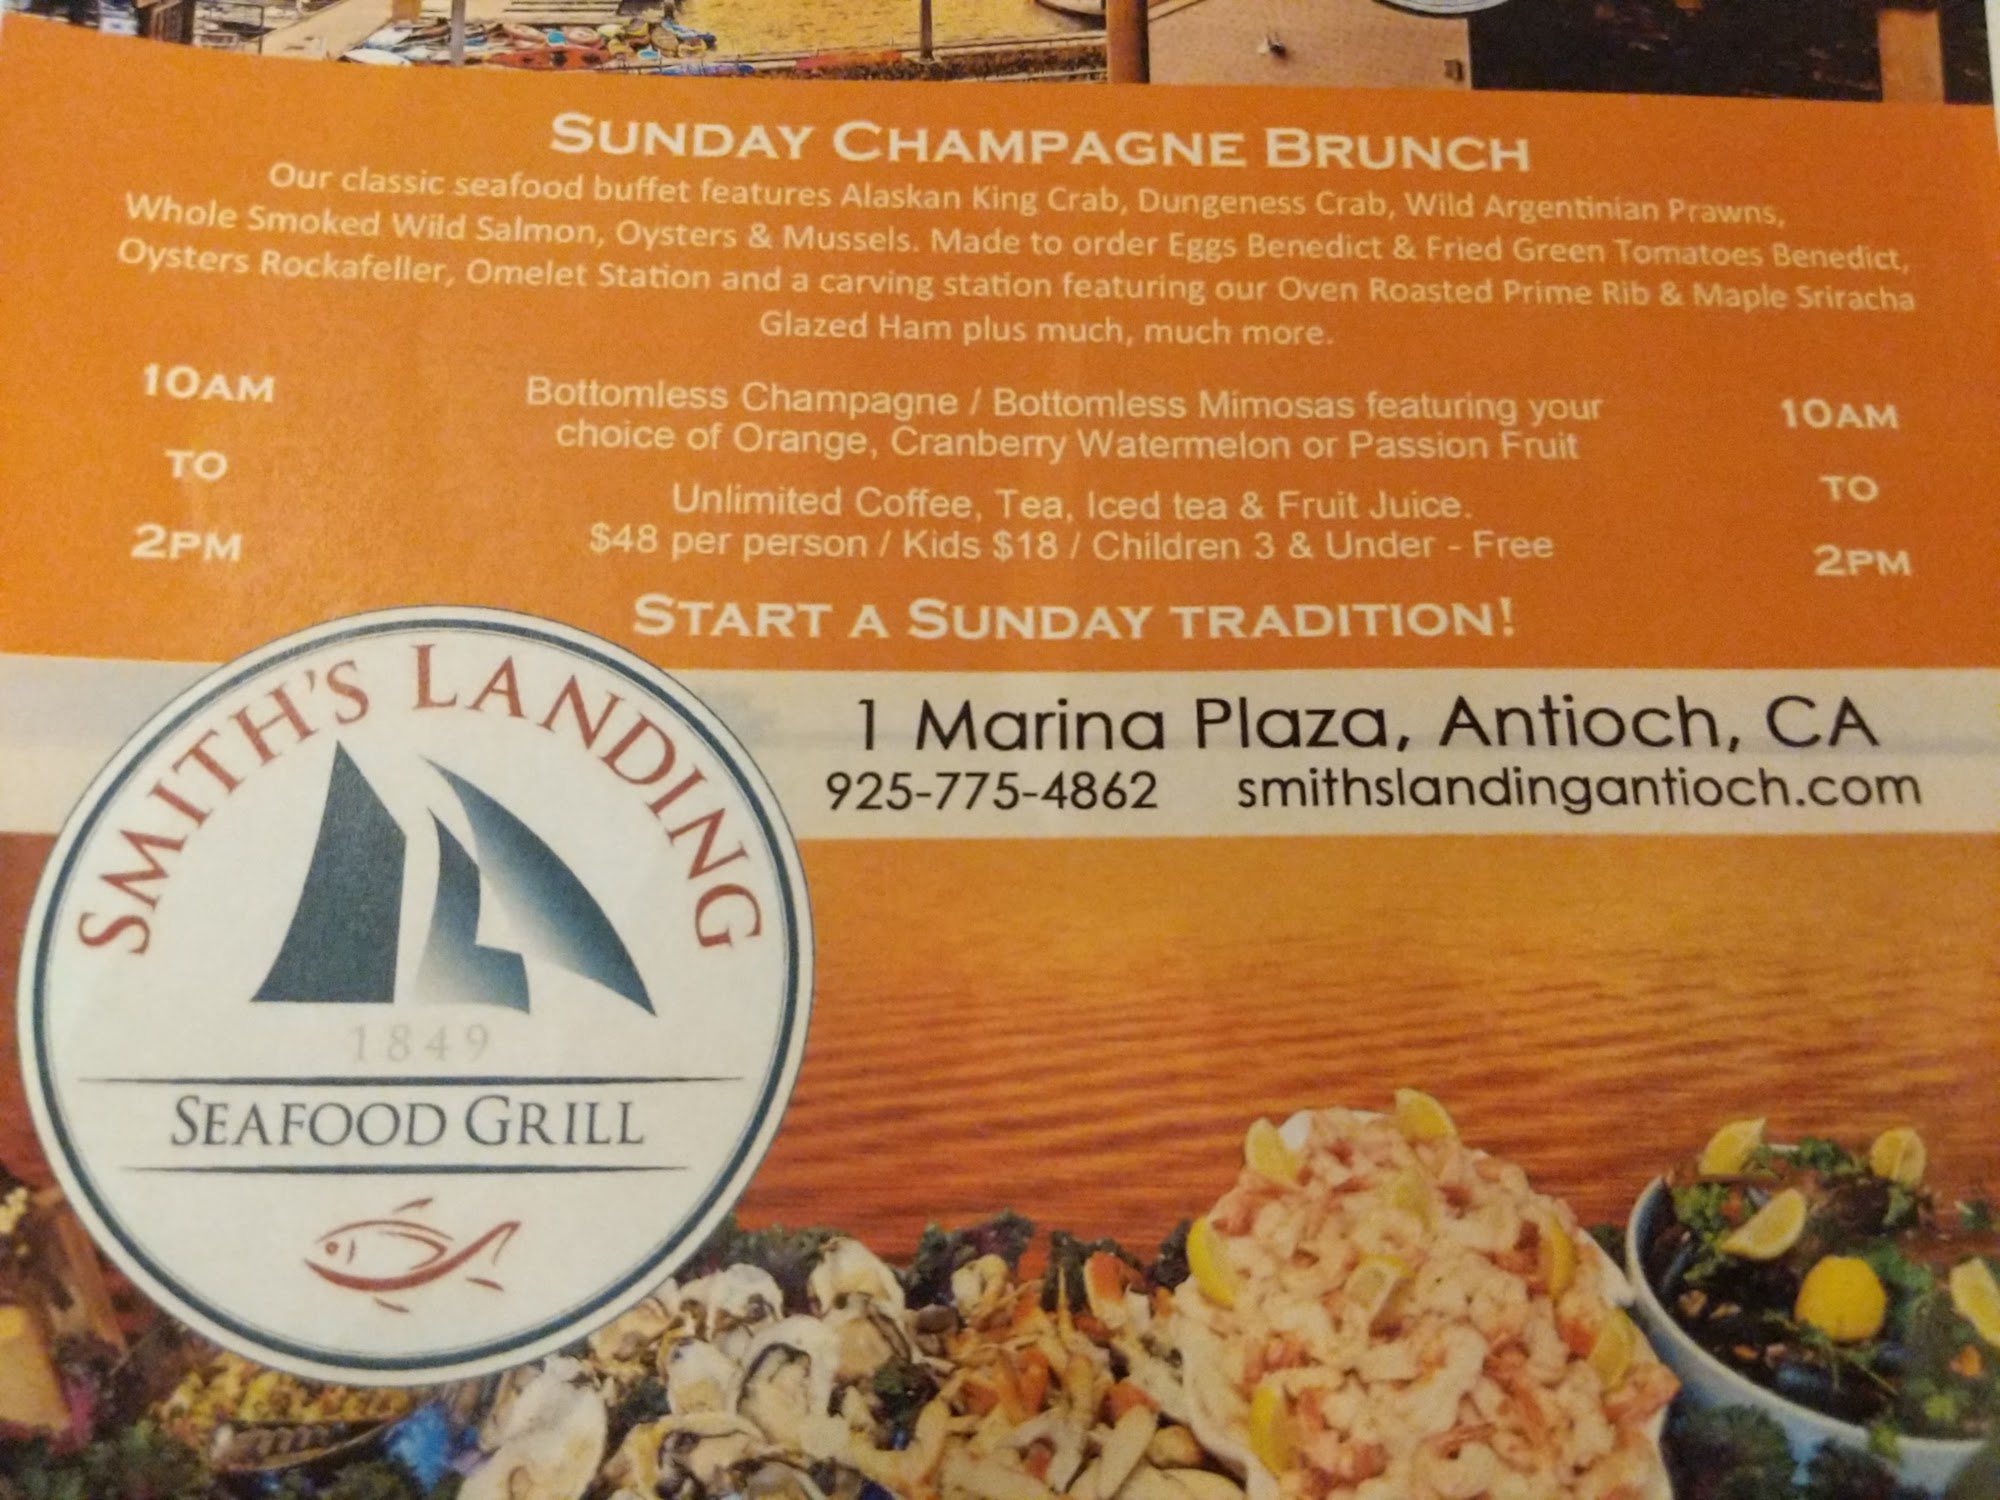 SUNDAY CHAMPAGNE BRUNCH
Our classic seafood buffet features Alaskan King Crab, Dungeness Crab, Wild Argentinian Prawns,
Whole Smoked Wild Salmon, Oysters & Mussels. Made to order Eggs Benedict & Fried Green Tomatoes Benedict,
Oysters Rockafeller, Omelet Station and a carving station featuring our Oven Roasted Prime Rib & Maple Sriracha
Glazed Ham plus much, much more.
10AM
TO
2PM
Bottomless Champagne / Bottomless Mimosas featuring your
choice of Orange, Cranberry Watermelon or Passion Fruit
Unlimited Coffee, Tea, Iced tea & Fruit Juice.
$48 per person / Kids $18 / Children 3 & Under - Free
10AM
TO
2PM
START A SUNDAY TRADITION!
1 Marina Plaza, Antioch, CA
925-775-4862 smithslandingantioch.com
SMITH'S LANDING
1849
SEAFOOD GRILL